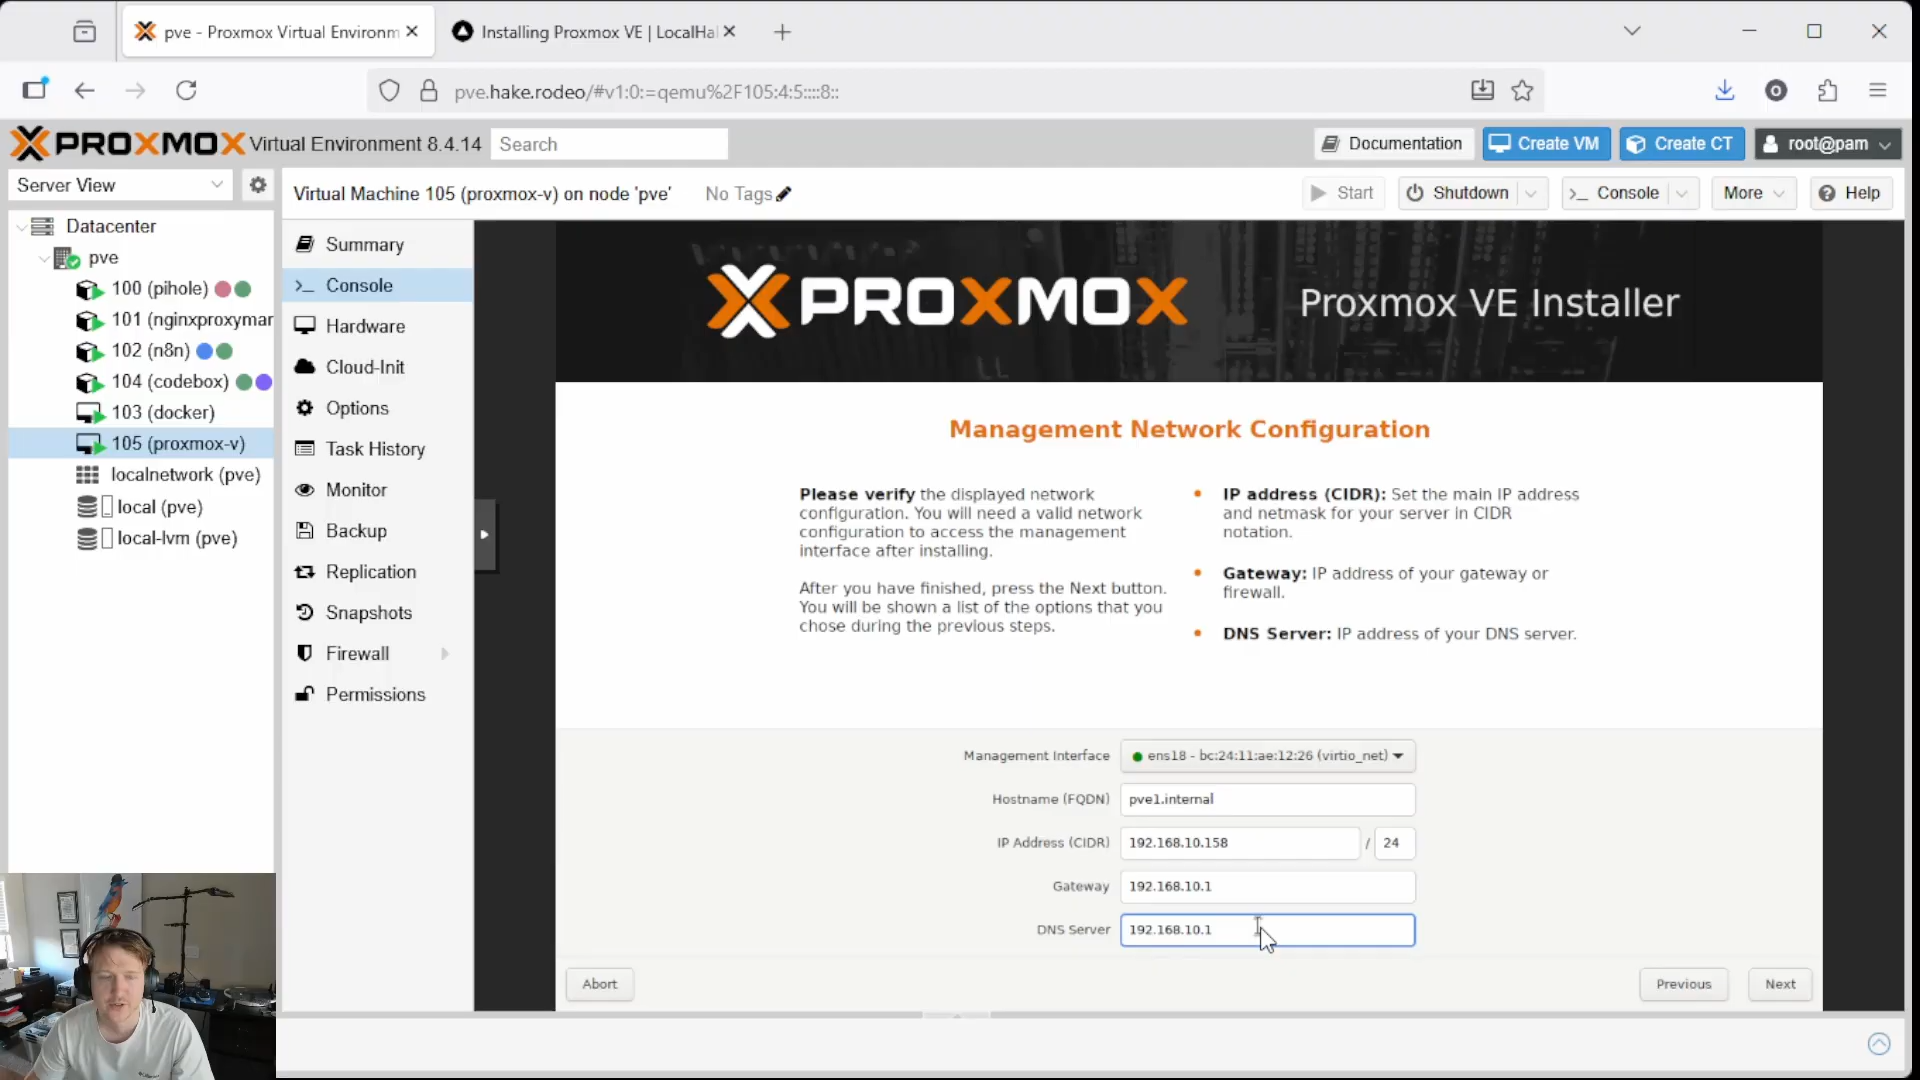 pve - Proxmox Virtual Environm
Installing Proxmox VE | LocalHa
pve.hake.rodeo/#v1:0:=qemu%2F105:4:5::::8::
PROXMOX Virtual Environment 8.4.14
Search
Documentation
Create VM
Create CT
root@pam
Server View
Virtual Machine 105 (proxmox-v) on node 'pve'
No Tags
Start
Shutdown
>_ Console
More
Help
Datacenter
pve
100 (pihole)
101 (nginxproxymar
102 (n8n)
104 (codebox)
103 (docker)
105 (proxmox-v)
localnetwork (pve)
local (pve)
local-lvm (pve)
Summary
>_ Console
Hardware
Cloud-Init
Options
Task History
Monitor
Backup
Replication
Snapshots
Firewall
Permissions
PROXMOX
Proxmox VE Installer
Management Network Configuration
Please verify the displayed network
configuration. You will need a valid network
configuration to access the management
interface after installing.
After you have finished, press the Next button.
You will be shown a list of the options that you
chose during the previous steps.
• IP address (CIDR): Set the main IP address
and netmask for your server in CIDR
notation.
• Gateway: IP address of your gateway or
firewall.
• DNS Server: IP address of your DNS server.
Management Interface
ens18 - bc:24:11:ae:12:26 (virtio_net)
Hostname (FQDN)
pve1.internal
IP Address (CIDR)
192.168.10.158 / 24
Gateway
192.168.10.1
DNS Server
192.168.10.1
Abort
Previous
Next